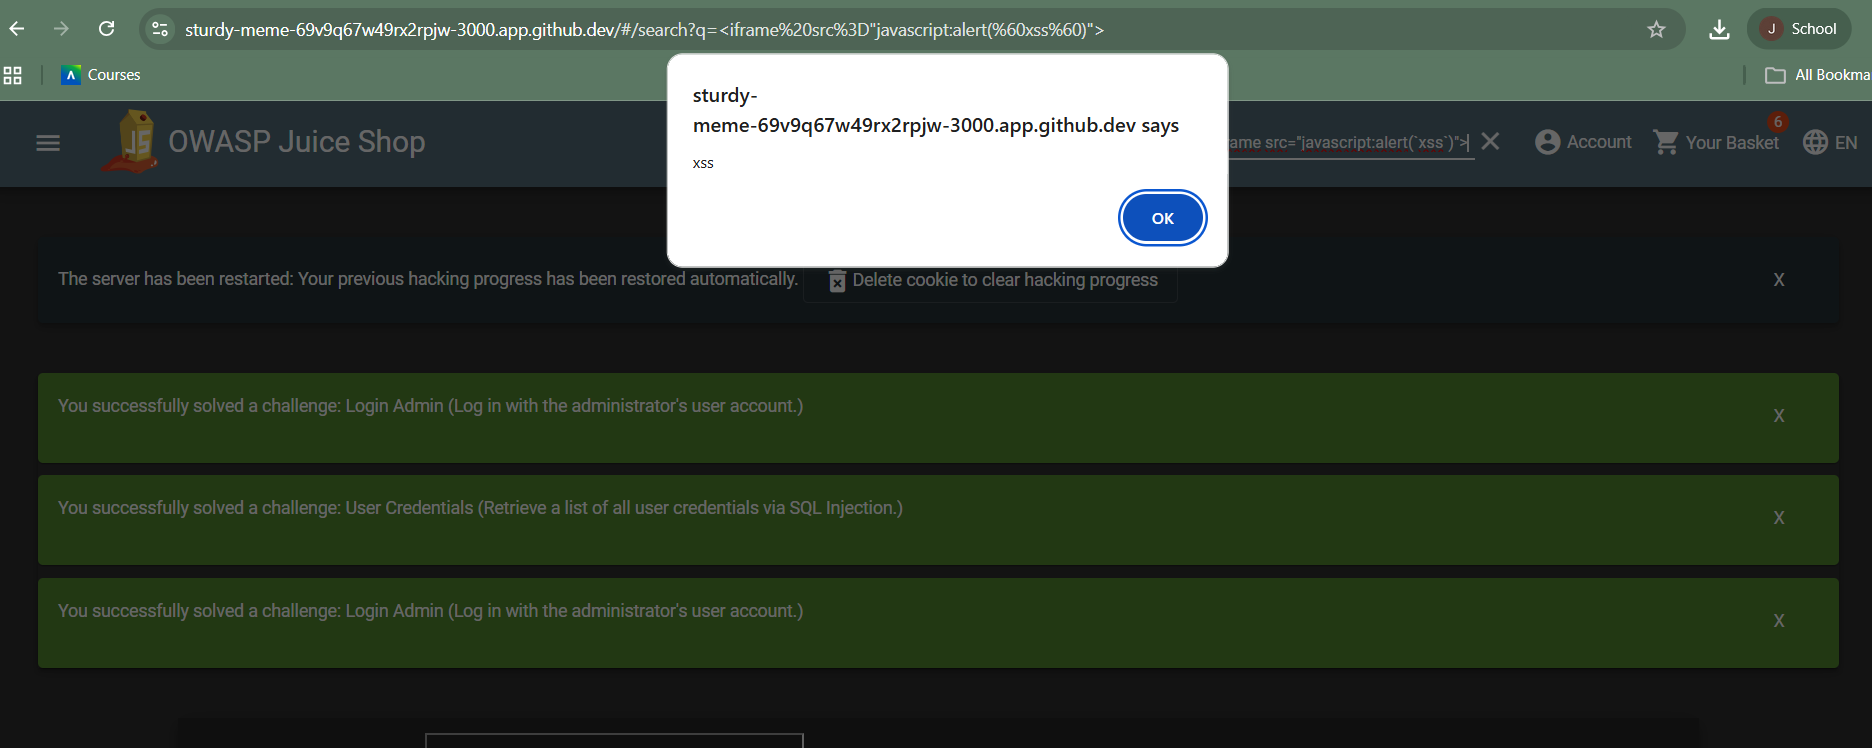 sturdy-meme-69v9q67w49rx2rpjw-3000.app.github.dev/#/search?q=<iframe%20src%3D"javascript:alert(%60xss%60)">
J School
Courses
All Bookma
sturdy-
meme-69v9q67w49rx2rpjw-3000.app.github.dev says
xss
OK
JS
OWASP Juice Shop
ame src="javascript:alert(`xss`)">
Account
6
Your Basket
EN
The server has been restarted: Your previous hacking progress has been restored automatically. Delete cookie to clear hacking progress X
You successfully solved a challenge: Login Admin (Log in with the administrator's user account.) X
You successfully solved a challenge: User Credentials (Retrieve a list of all user credentials via SQL Injection.) X
You successfully solved a challenge: Login Admin (Log in with the administrator's user account.) X